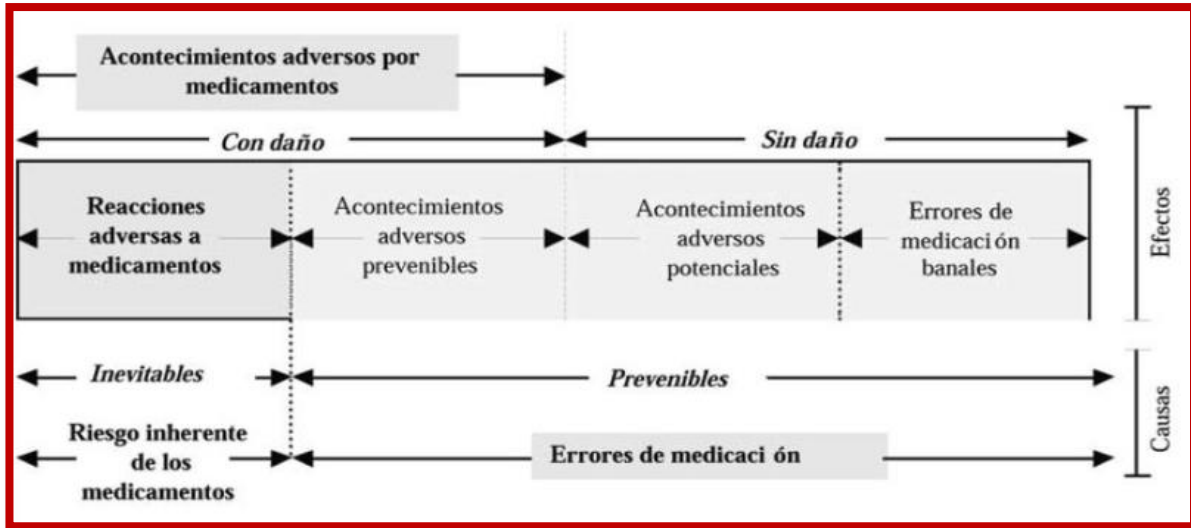 Acontecimientos adversos por
medicamentos
Con daño
Sin daño
Reacciones
adversas a
medicamentos
Acontecimientos
adversos
prevenibles
Acontecimientos
adversos
potenciales
Errores de
medicaci ón
banales
Efectos
Inevitables
Prevenibles
Riesgo inherente
de los
medicamentos
Errores de medicaci ón
Causas